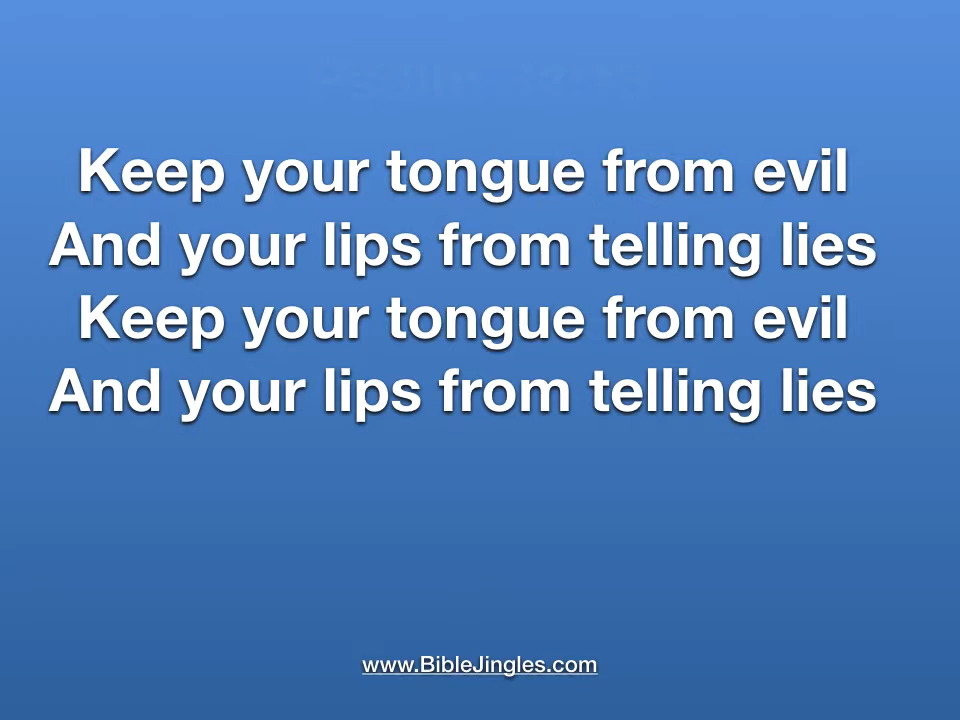 Keep your tongue from evil
And your lips from telling lies
Keep your tongue from evil
And your lips from telling lies
www.BibleJingles.com